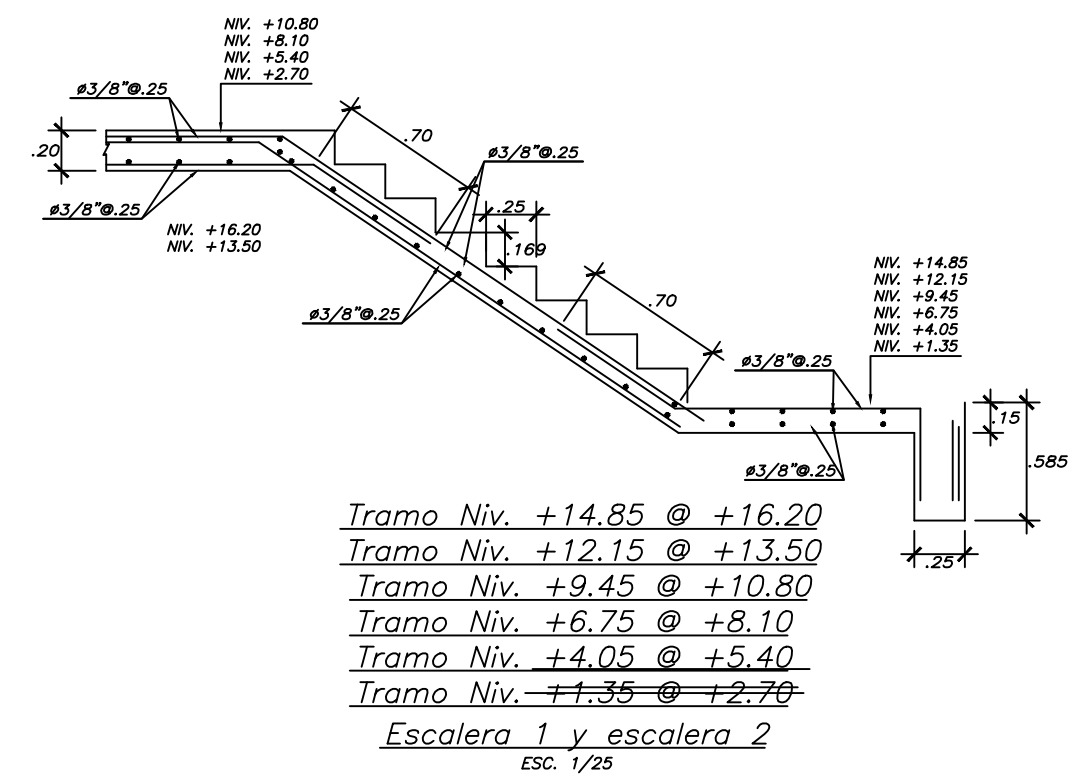 NIV. +10.80
NIV. +8.10
NIV. +5.40
NIV. +2.70
ø3/8"@.25
.20
.70
ø3/8"@.25
ø3/8"@.25
.25
NIV. +16.20
NIV. +13.50
.169
ø3/8"@.25
.70
NIV. +14.85
NIV. +12.15
NIV. +9.45
NIV. +6.75
NIV. +4.05
NIV. +1.35
ø3/8"@.25
.15
.585
ø3/8"@.25
.25
Tramo Niv. +14.85 @ +16.20
Tramo Niv. +12.15 @ +13.50
Tramo Niv. +9.45 @ +10.80
Tramo Niv. +6.75 @ +8.10
Tramo Niv. +4.05 @ +5.40
Tramo Niv. +1.35 @ +2.70
Escalera 1 y escalera 2
ESC. 1/25